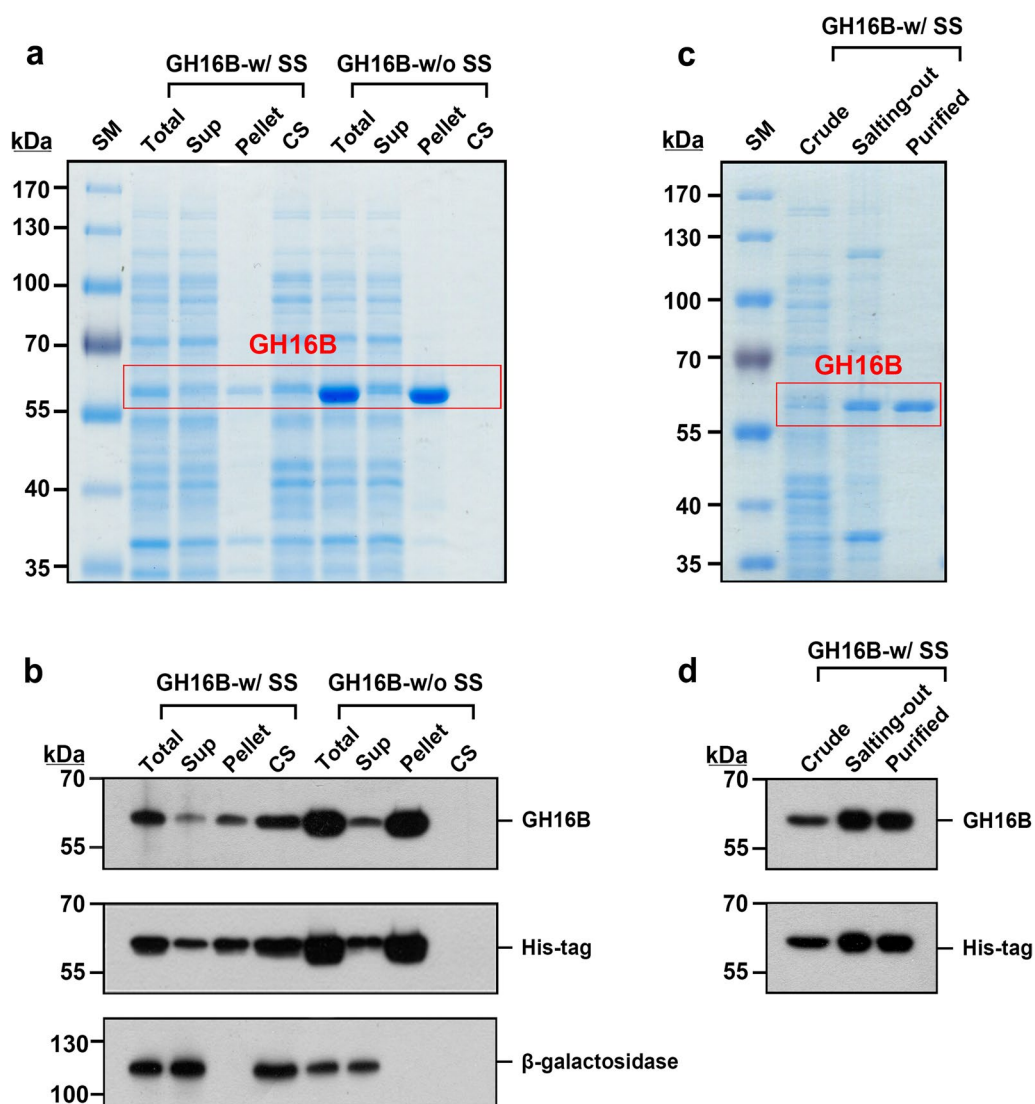 a
GH16B-w/ SS GH16B-w/o SS
kDa SM Total Sup Pellet CS Total Sup Pellet CS
170
130
100
70
GH16B
55
40
35
c
GH16B-w/ SS
kDa SM Crude Salting-out Purified
170
130
100
70
GH16B
55
40
35
b
GH16B-w/ SS GH16B-w/o SS
kDa Total Sup Pellet CS Total Sup Pellet CS
70
GH16B
55
70
His-tag
55
130
β-galactosidase
100
d
GH16B-w/ SS
kDa Crude Salting-out Purified
70
GH16B
55
70
His-tag
55